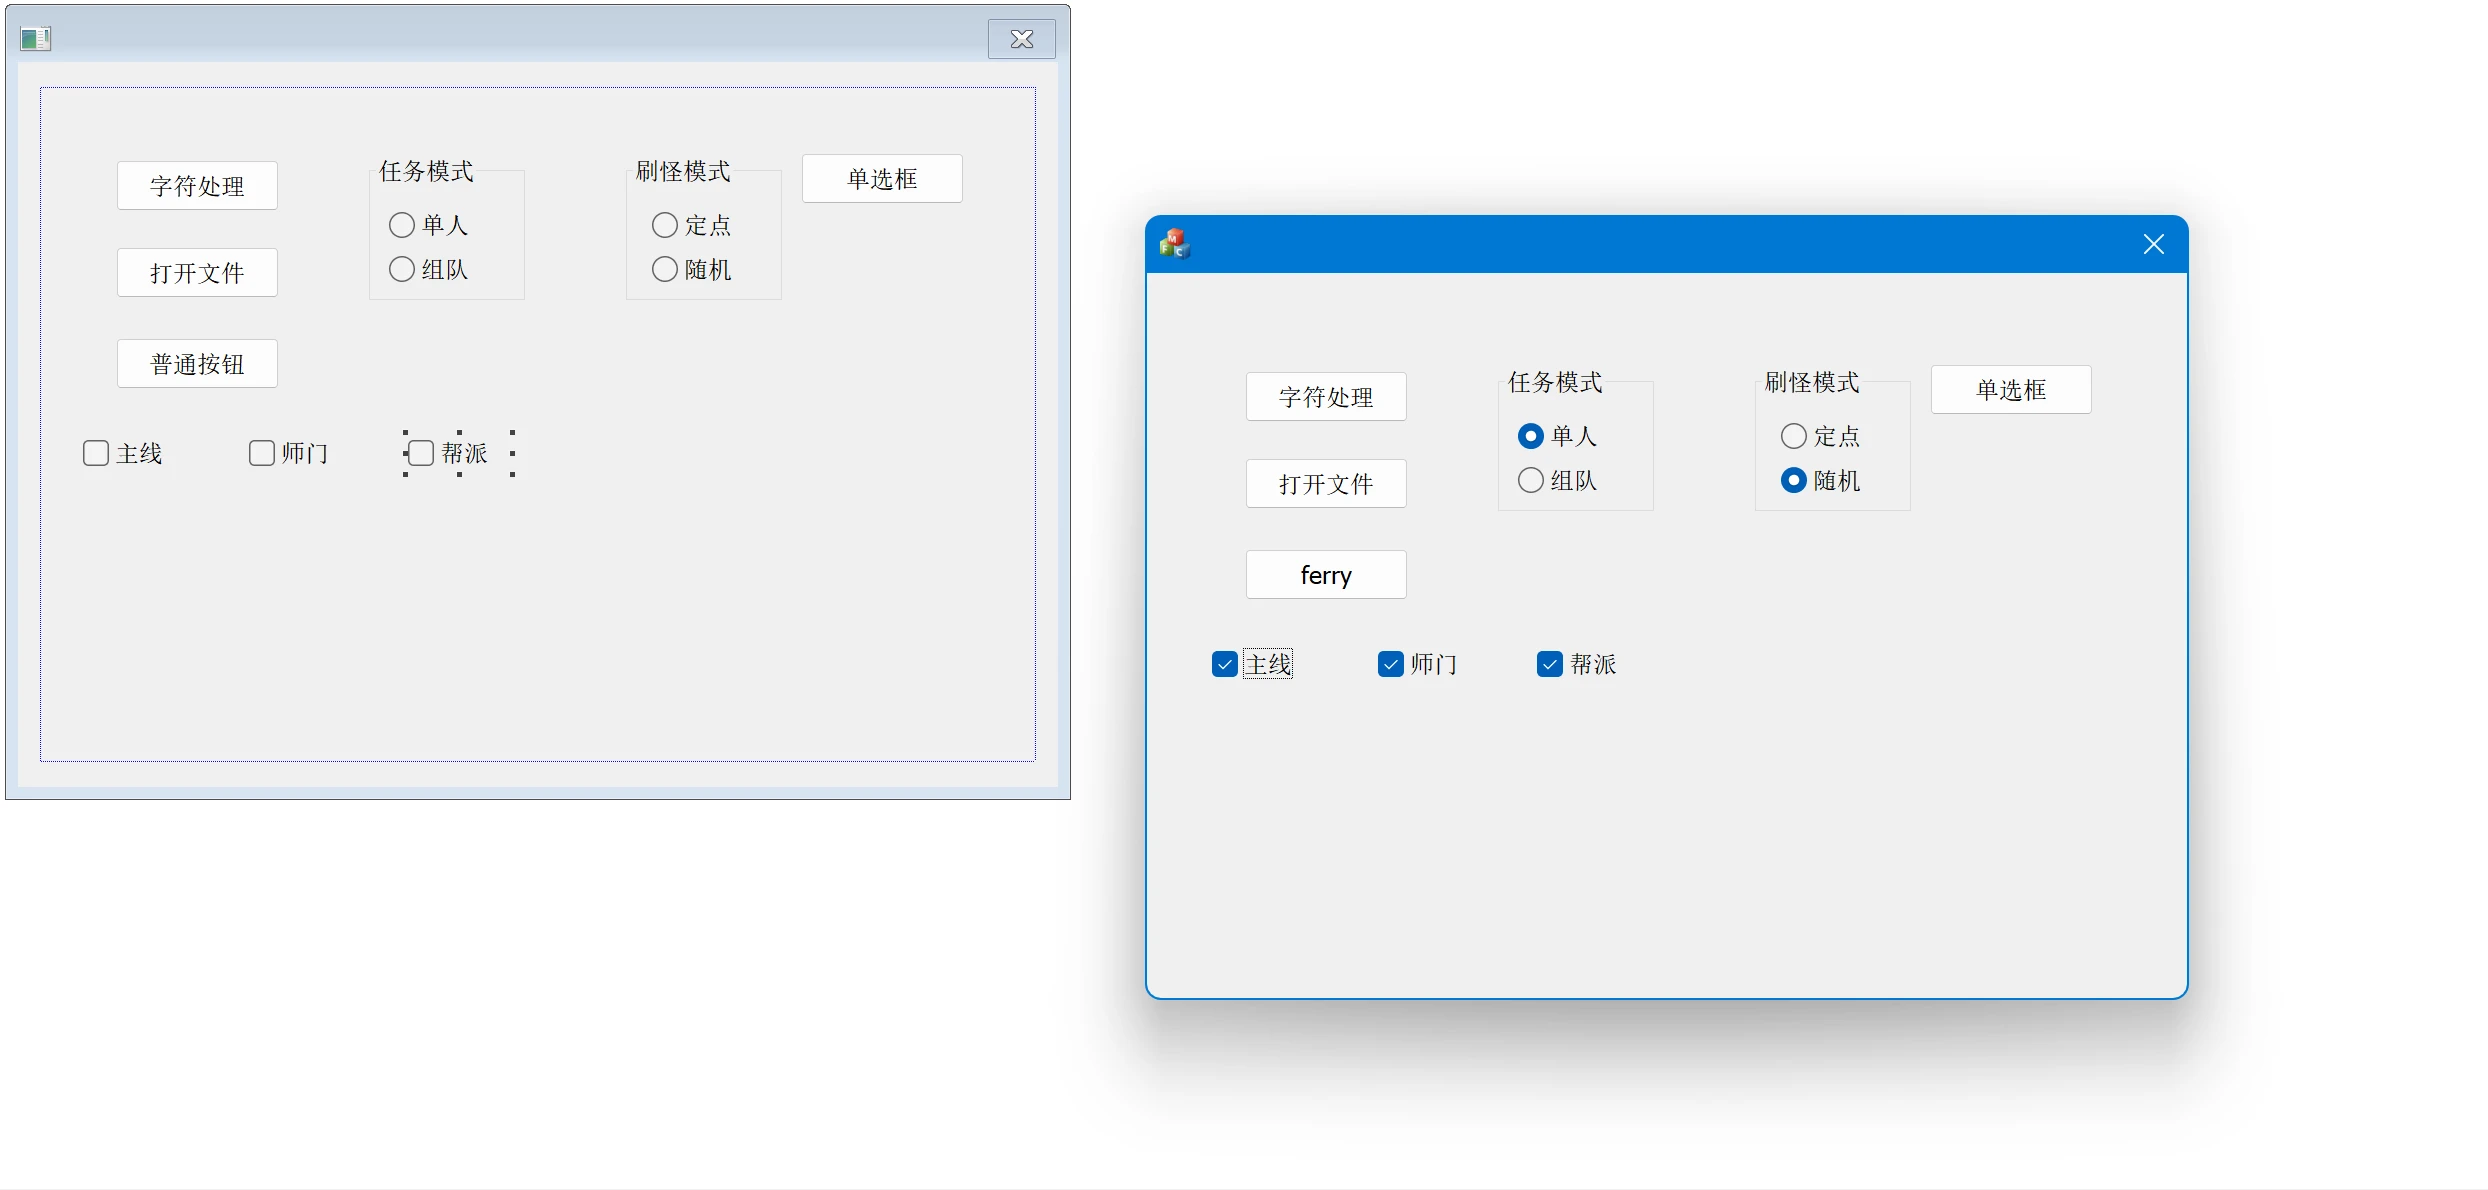 字符处理
任务模式
刷怪模式
单选框
单人
定点
打开文件
组队
随机
普通按钮
主线
师门
帮派
字符处理
任务模式
刷怪模式
单选框
单人
定点
打开文件
组队
随机
ferry
主线
师门
帮派